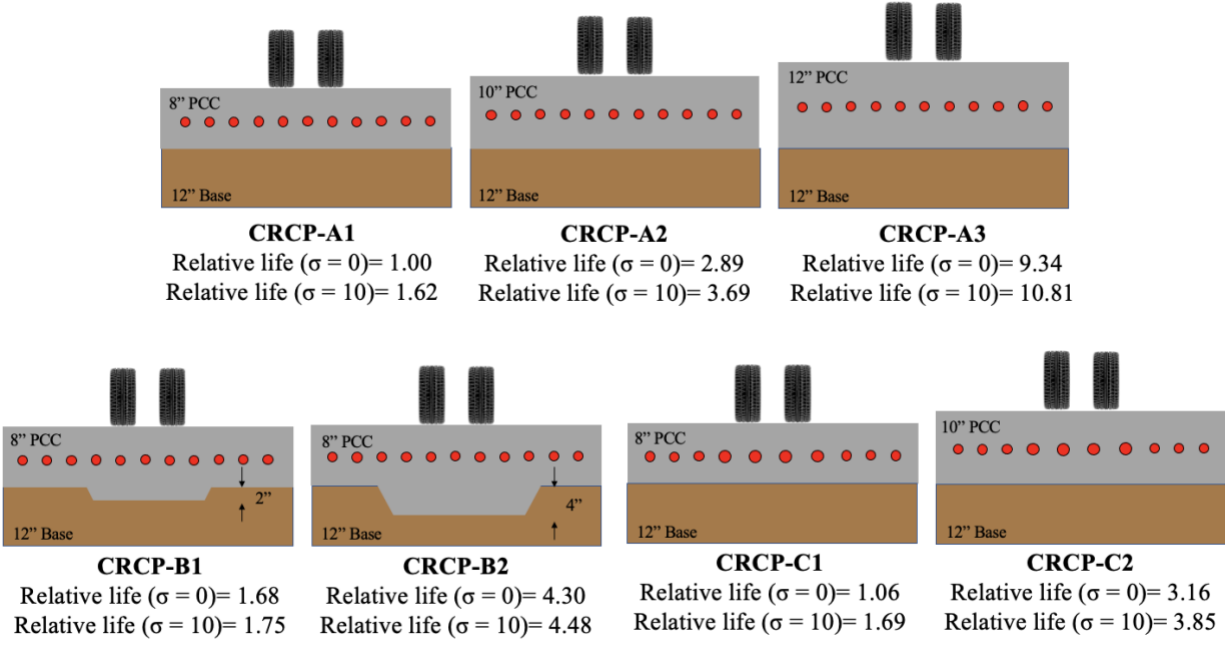 8” PCC
12” Base
CRCP-A1
Relative life (σ = 0)= 1.00
Relative life (σ = 10)= 1.62
10” PCC
12” Base
CRCP-A2
Relative life (σ = 0)= 2.89
Relative life (σ = 10)= 3.69
12” PCC
12” Base
CRCP-A3
Relative life (σ = 0)= 9.34
Relative life (σ = 10)= 10.81
8” PCC
2”
12” Base
CRCP-B1
Relative life (σ = 0)= 1.68
Relative life (σ = 10)= 1.75
8” PCC
4”
12” Base
CRCP-B2
Relative life (σ = 0)= 4.30
Relative life (σ = 10)= 4.48
8” PCC
12” Base
CRCP-C1
Relative life (σ = 0)= 1.06
Relative life (σ = 10)= 1.69
10” PCC
12” Base
CRCP-C2
Relative life (σ = 0)= 3.16
Relative life (σ = 10)= 3.85